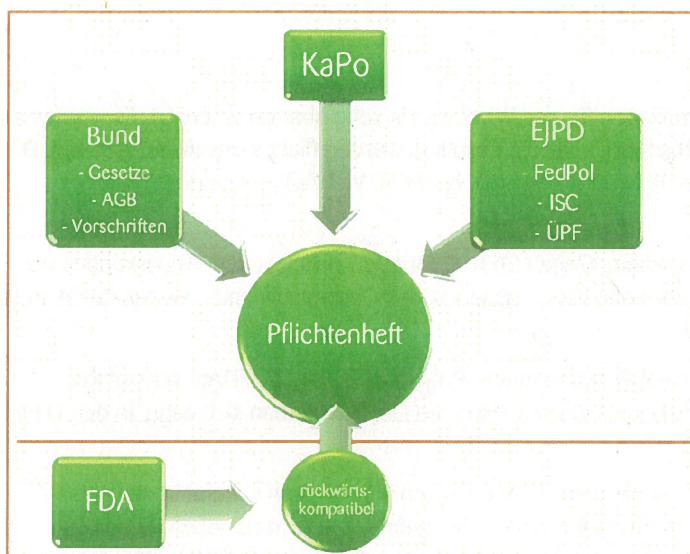 KaPo
Bund
- Gesetze
- AGB
- Vorschriften
EJPD
- FedPol
- ISC
- ÜPF
Pflichtenheft
FDA
rückwärts-
kompatibel